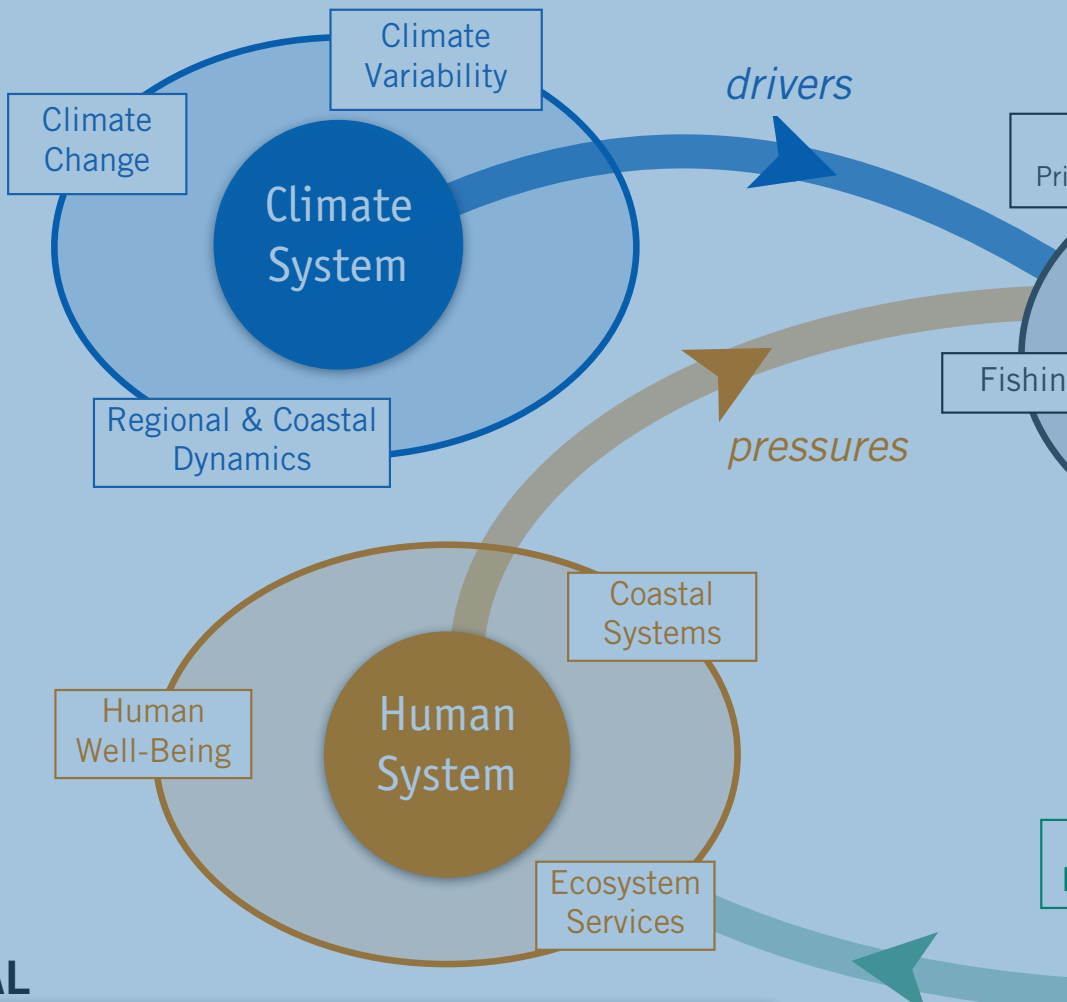 Climate
Variability
drivers
Climate
Change
Climate
System
Regional & Coastal
Dynamics
pressures
Coastal
Systems
Human
Well-Being
Human
System
Ecosystem
Services